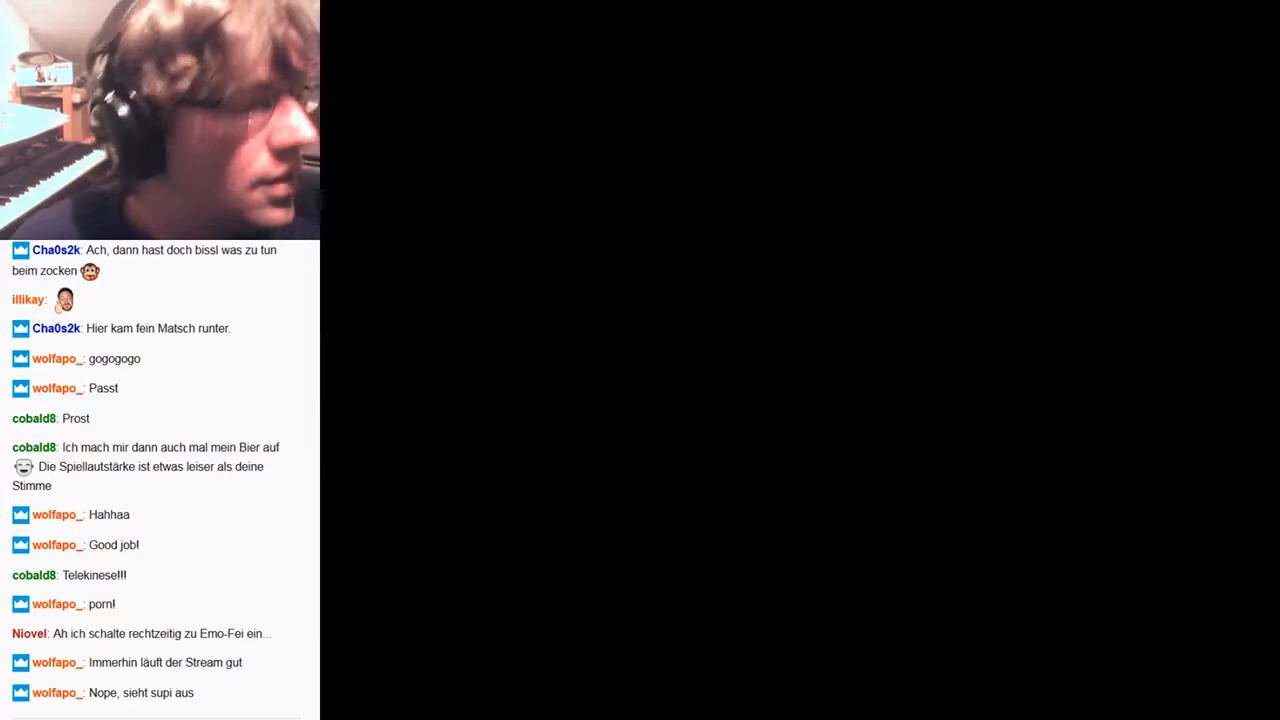 Cha0s2k: Ach, dann hast doch bissl was zu tun
beim zocken
illikay:
Cha0s2k: Hier kam fein Matsch runter.
wolfapo_: gogogogo
wolfapo_: Passt
cobald8: Prost
cobald8: Ich mach mir dann auch mal mein Bier auf
Die Spiellautstärke ist etwas leiser als deine
Stimme
wolfapo_: Hahhaa
wolfapo_: Good job!
cobald8: Telekinese!!!
wolfapo_: porn!
Niovel: Ah ich schalte rechtzeitig zu Emo-Fei ein...
wolfapo_: Immerhin läuft der Stream gut
wolfapo_: Nope, sieht supi aus